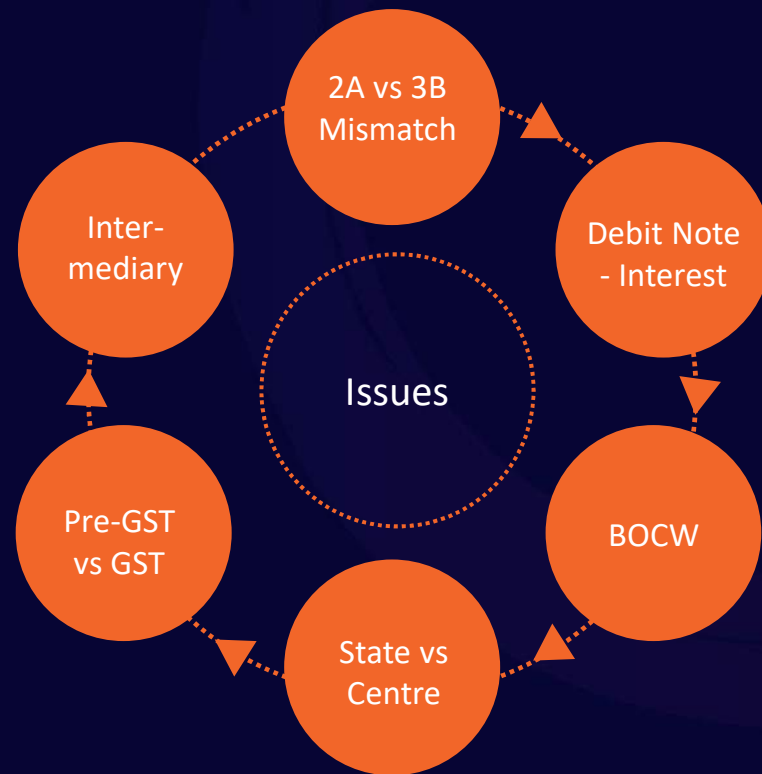 2A vs 3B
Mismatch
Debit Note
- Interest
BOCW
State vs
Centre
Pre-GST
vs GST
Inter-
mediary
Issues